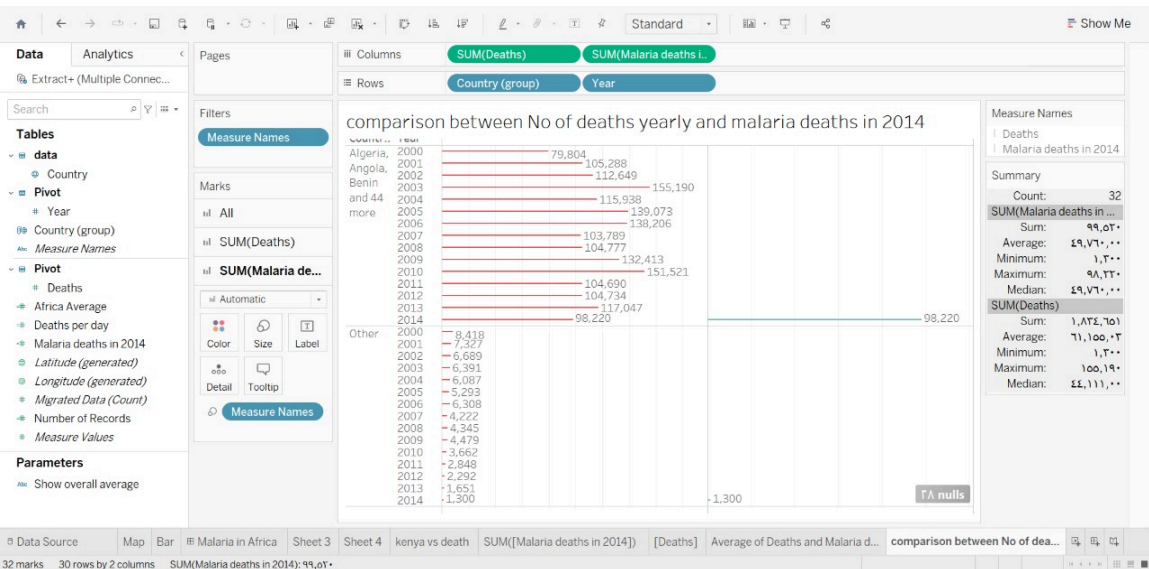 Standard
Show Me
Data
Analytics
Extract+ (Multiple Connec...
Search
Tables
data
Country
Pivot
Year
Country (group)
Measure Names
Pivot
Deaths
Africa Average
Deaths per day
Malaria deaths in 2014
Latitude (generated)
Longitude (generated)
Migrated Data (Count)
Number of Records
Measure Values
Parameters
Show overall average
Pages
Filters
Measure Names
Marks
All
SUM(Deaths)
SUM(Malaria de...
Automatic
Color Size Label
Detail Tooltip
Measure Names
Columns SUM(Deaths) SUM(Malaria deaths i..
Rows Country (group) Year
comparison between No of deaths yearly and malaria deaths in 2014
Countr.. Year
Algeria, Angola, Benin and 44 more
2000 79,804
2001 105,288
2002 112,649
2003 155,190
2004 115,938
2005 139,073
2006 138,206
2007 103,789
2008 104,777
2009 132,413
2010 151,521
2011 104,690
2012 104,734
2013 117,047
2014 98,220 98,220
Other
2000 8,418
2001 7,327
2002 6,689
2003 6,391
2004 6,087
2005 5,293
2006 6,308
2007 4,222
2008 4,345
2009 4,479
2010 3,662
2011 2,848
2012 2,292
2013 1,651
2014 1,300 1,300
٢٨ nulls
Measure Names
Deaths
Malaria deaths in 2014
Summary
Count: 32
SUM(Malaria deaths in ...
Sum: ٩٩,٥٢٠
Average: ٤٩,٧٦٠,٠٠
Minimum: ١,٣٠٠
Maximum: ٩٨,٢٢٠
Median: ٤٩,٧٦٠,٠٠
SUM(Deaths)
Sum: ١,٨٣٤,٦٥١
Average: ٦١,١٥٥,٠٣
Minimum: ١,٣٠٠
Maximum: ١٥٥,١٩٠
Median: ٤٤,١١١,٠٠
Data Source Map Bar Malaria in Africa Sheet 3 Sheet 4 kenya vs death SUM([Malaria deaths in 2014]) [Deaths] Average of Deaths and Malaria d... comparison between No of dea...
32 marks 30 rows by 2 columns SUM(Malaria deaths in 2014): ٩٩,٥٢٠